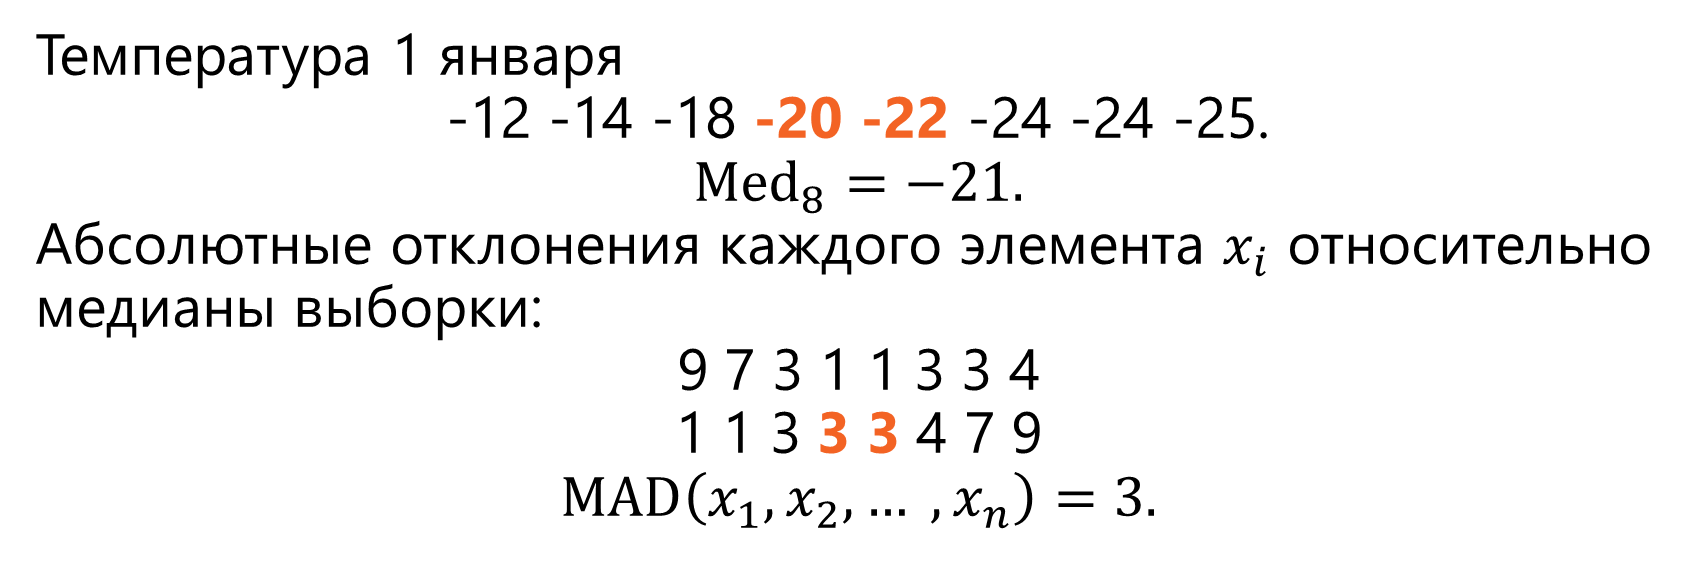 Температура 1 января
-12 -14 -18 -20 -22 -24 -24 -25.
Med₈ = −21.
Абсолютные отклонения каждого элемента xᵢ относительно
медианы выборки:
9 7 3 1 1 3 3 4
1 1 3 3 3 4 7 9
MAD(x₁, x₂, … , xₙ) = 3.